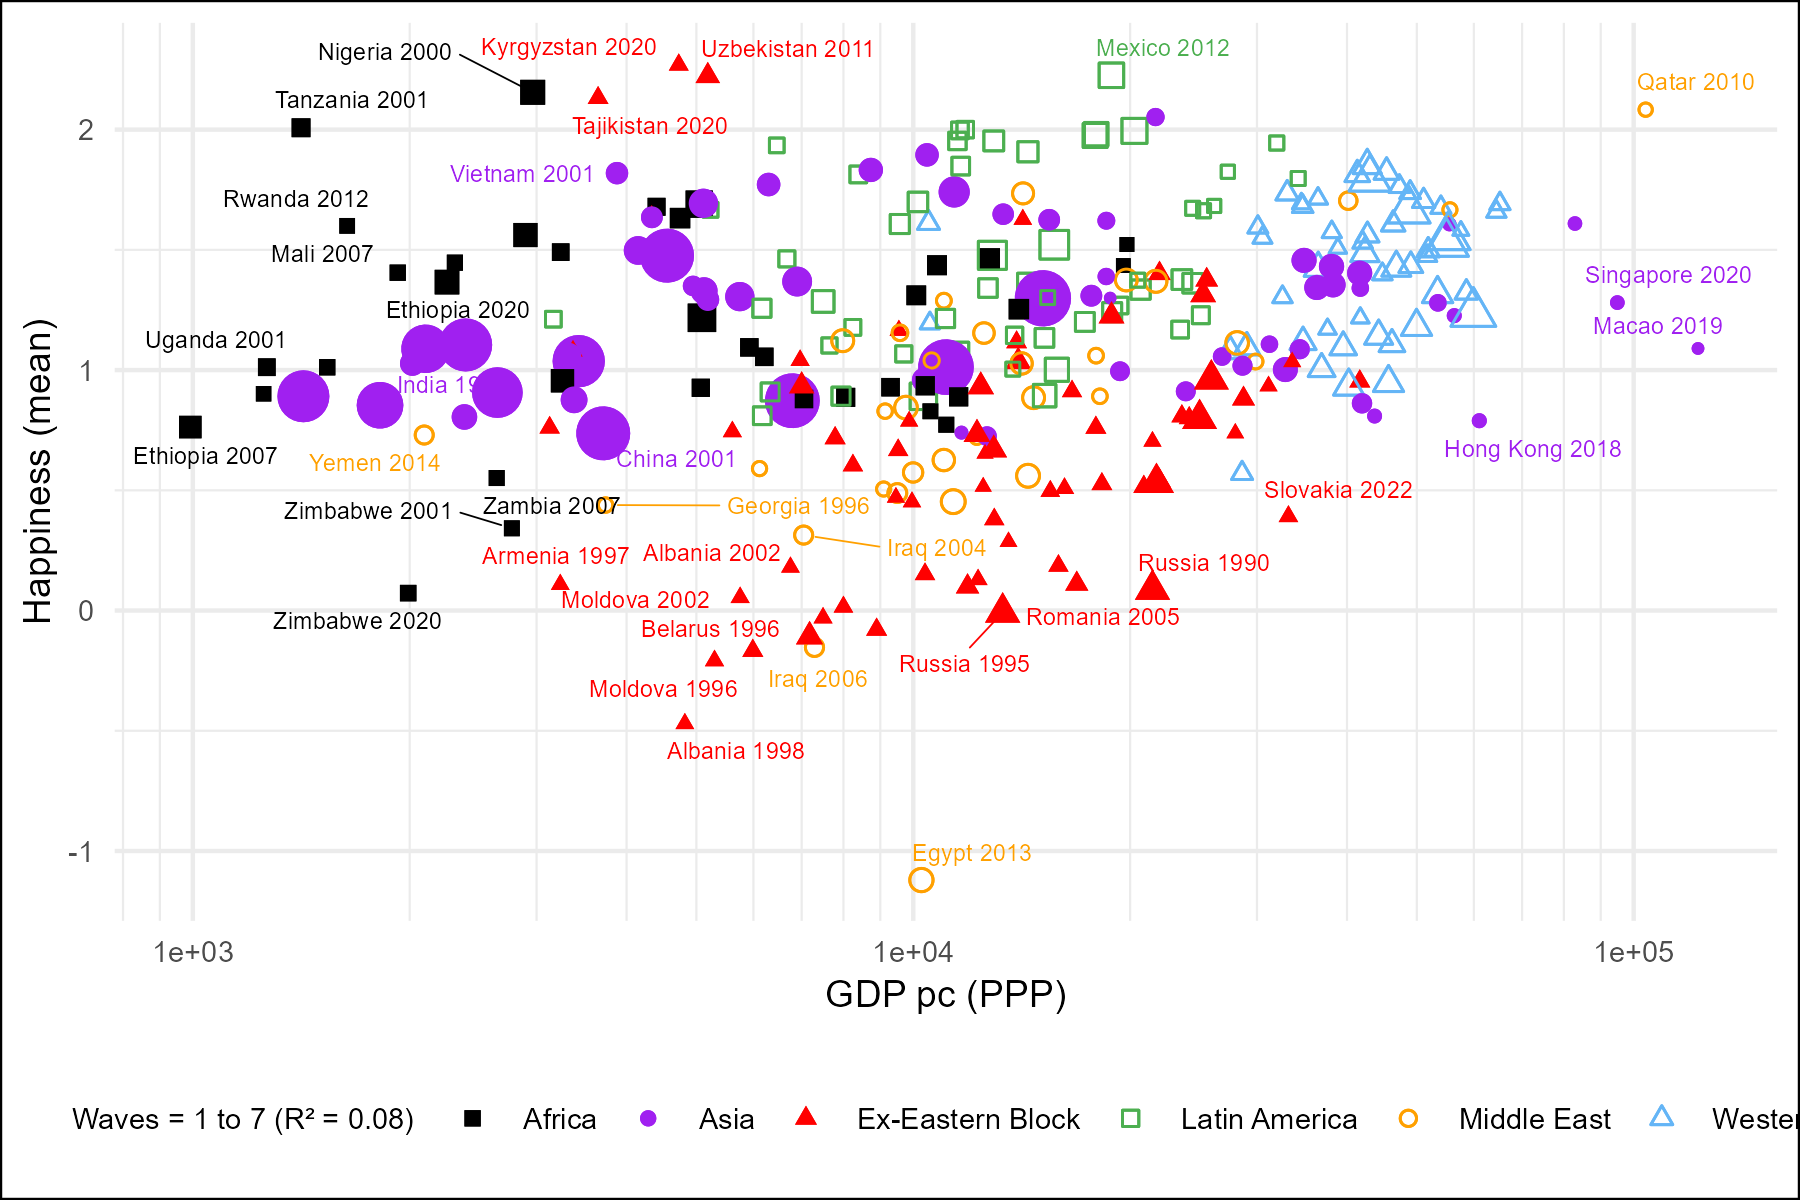 Nigeria 2000
Kyrgyzstan 2020
Uzbekistan 2011
Mexico 2012
Qatar 2010
Tanzania 2001
Tajikistan 2020
2
Vietnam 2001
Rwanda 2012
Mali 2007
Singapore 2020
Ethiopia 2020
Macao 2019
Uganda 2001
1
India 19
Hong Kong 2018
Ethiopia 2007
Yemen 2014
China 2001
Slovakia 2022
Zambia 2007
Georgia 1996
Zimbabwe 2001
Iraq 2004
Armenia 1997
Albania 2002
Russia 1990
Moldova 2002
0
Zimbabwe 2020
Belarus 1996
Romania 2005
Russia 1995
Iraq 2006
Moldova 1996
Albania 1998
-1
Egypt 2013
Happiness (mean)
1e+03
1e+04
1e+05
GDP pc (PPP)
Waves = 1 to 7 (R² = 0.08) Africa Asia Ex-Eastern Block Latin America Middle East Wester